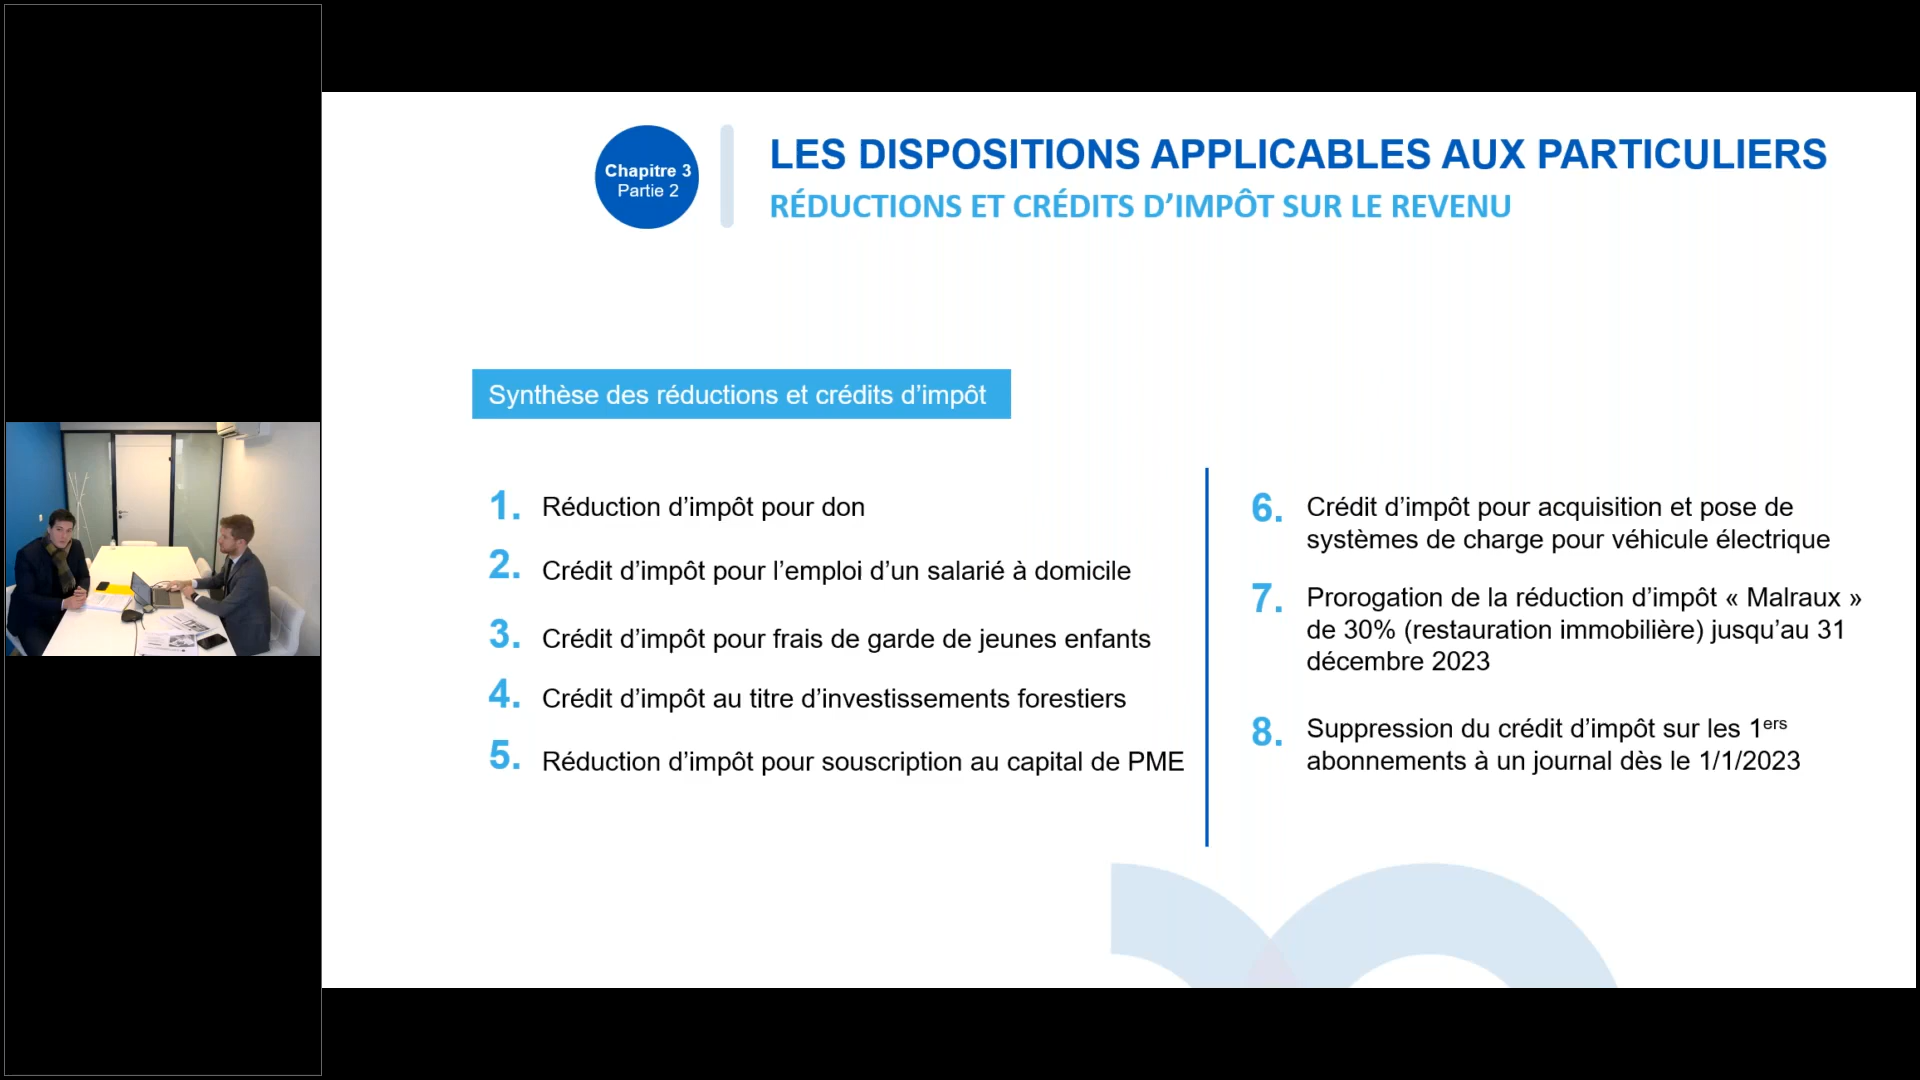 Chapitre 3
Partie 2
LES DISPOSITIONS APPLICABLES AUX PARTICULIERS
RÉDUCTIONS ET CRÉDITS D’IMPÔT SUR LE REVENU
Synthèse des réductions et crédits d’impôt
1. Réduction d’impôt pour don
2. Crédit d’impôt pour l’emploi d’un salarié à domicile
3. Crédit d’impôt pour frais de garde de jeunes enfants
4. Crédit d’impôt au titre d’investissements forestiers
5. Réduction d’impôt pour souscription au capital de PME
6. Crédit d’impôt pour acquisition et pose de
systèmes de charge pour véhicule électrique
7. Prorogation de la réduction d’impôt « Malraux »
de 30% (restauration immobilière) jusqu’au 31
décembre 2023
8. Suppression du crédit d’impôt sur les 1ers
abonnements à un journal dès le 1/1/2023